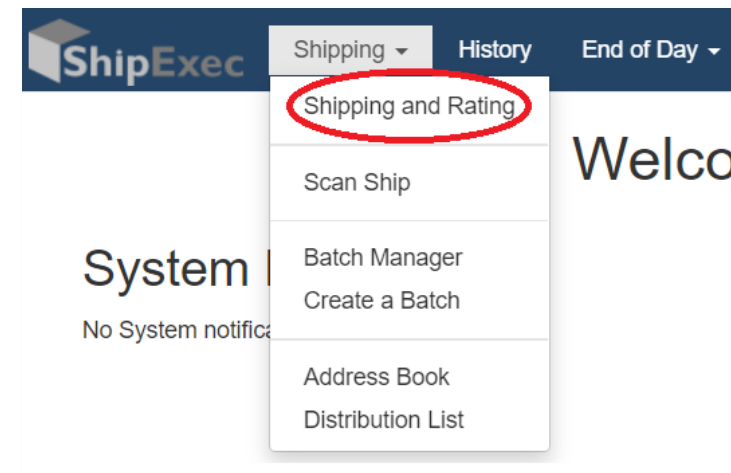 ShipExec
Shipping History End of Day
Shipping and Rating
Scan Ship
Batch Manager
Create a Batch
Address Book
Distribution List
Welco
System
No System notifica